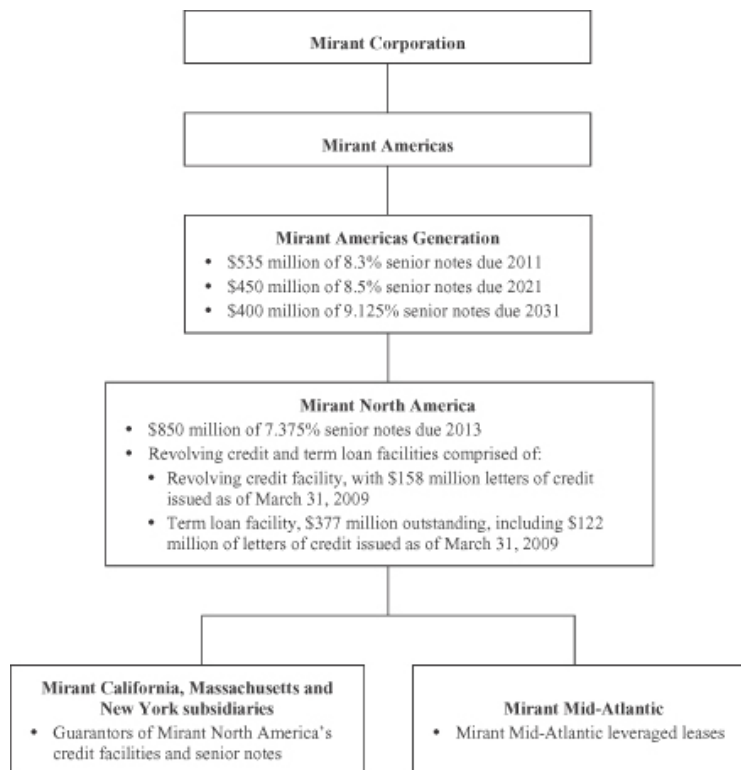 Mirant Corporation
Mirant Americas
Mirant Americas Generation
• $535 million of 8.3% senior notes due 2011
• $450 million of 8.5% senior notes due 2021
• $400 million of 9.125% senior notes due 2031
Mirant North America
• $850 million of 7.375% senior notes due 2013
• Revolving credit and term loan facilities comprised of:
• Revolving credit facility, with $158 million letters of credit
issued as of March 31, 2009
• Term loan facility, $377 million outstanding, including $122
million of letters of credit issued as of March 31, 2009
Mirant California, Massachusetts and
New York subsidiaries
• Guarantors of Mirant North America’s
credit facilities and senior notes
Mirant Mid-Atlantic
• Mirant Mid-Atlantic leveraged leases